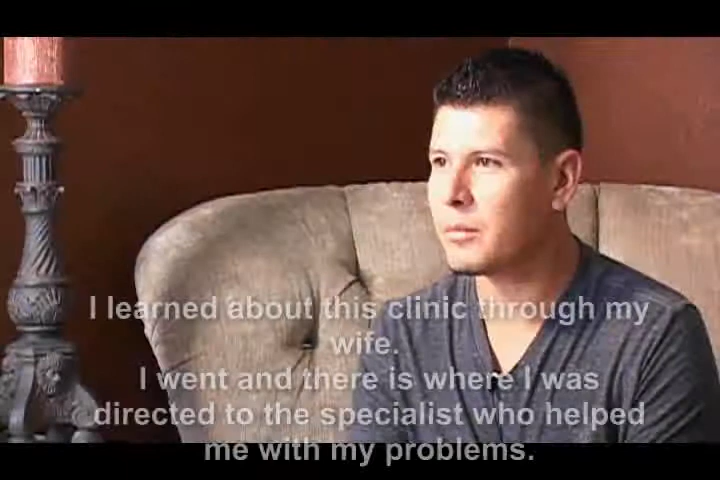 I learned about this clinic through my
wife.
I went and there is where I was
directed to the specialist who helped
me with my problems.